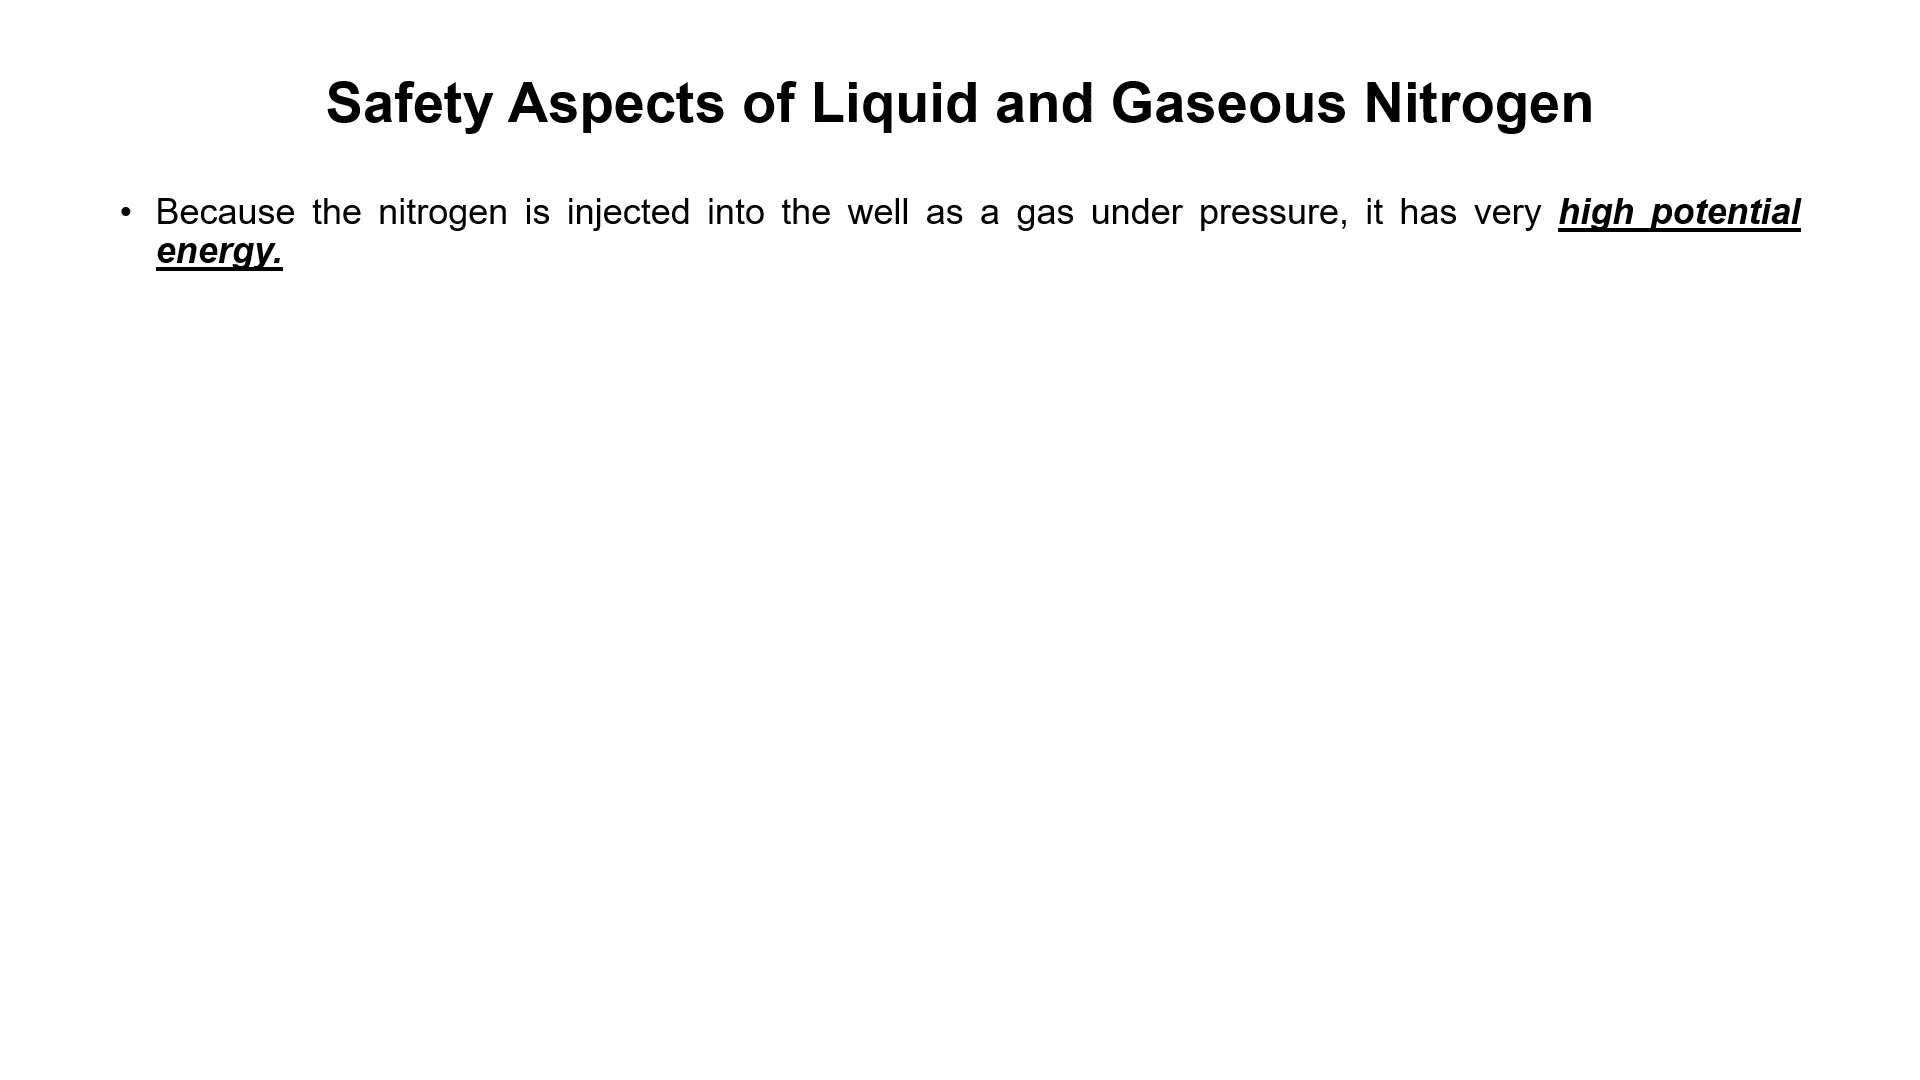 Safety Aspects of Liquid and Gaseous Nitrogen
• Because the nitrogen is injected into the well as a gas under pressure, it has very high potential
energy.